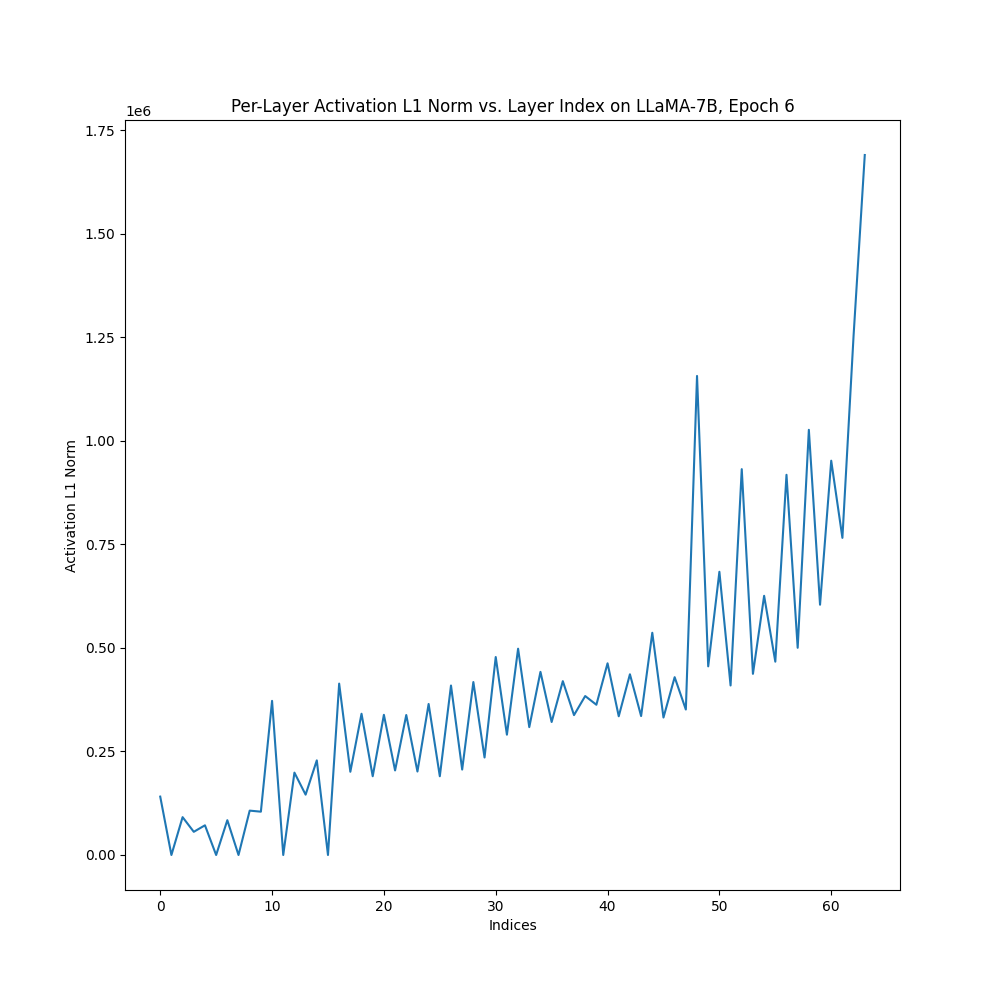 Per-Layer Activation L1 Norm vs. Layer Index on LLaMA-7B, Epoch 6
1e6
1.75
1.50
1.25
1.00
0.75
0.50
0.25
0.00
Activation L1 Norm
0 10 20 30 40 50 60
Indices